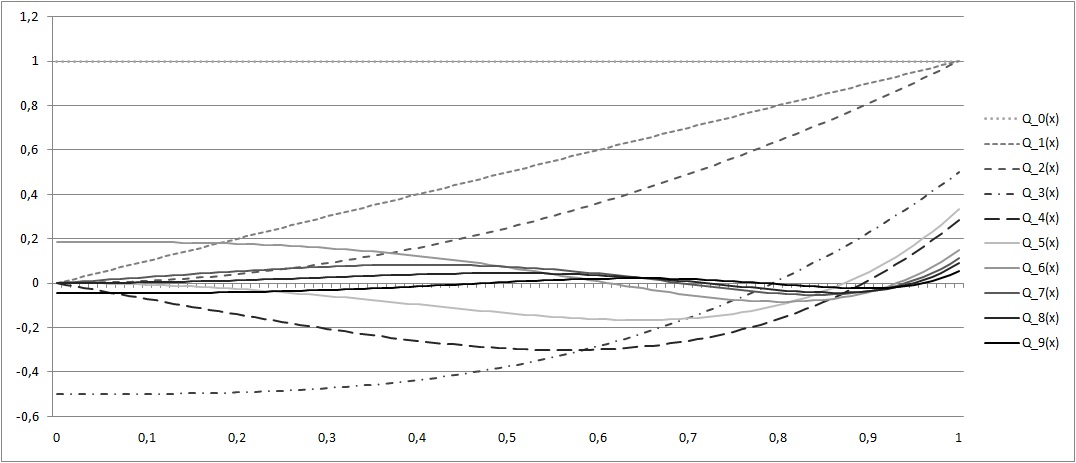 1,2
1
0,8
0,6
0,4
0,2
0
-0,2
-0,4
-0,6
0 0,1 0,2 0,3 0,4 0,5 0,6 0,7 0,8 0,9 1
Q_0(x)
Q_1(x)
Q_2(x)
Q_3(x)
Q_4(x)
Q_5(x)
Q_6(x)
Q_7(x)
Q_8(x)
Q_9(x)